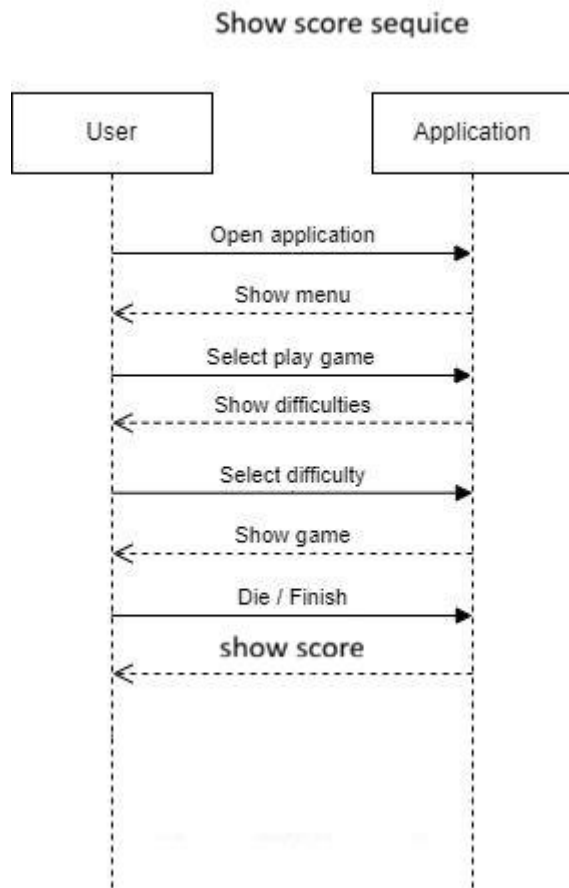 Show score sequice
User
Application
Open application
Show menu
Select play game
Show difficulties
Select difficulty
Show game
Die / Finish
show score